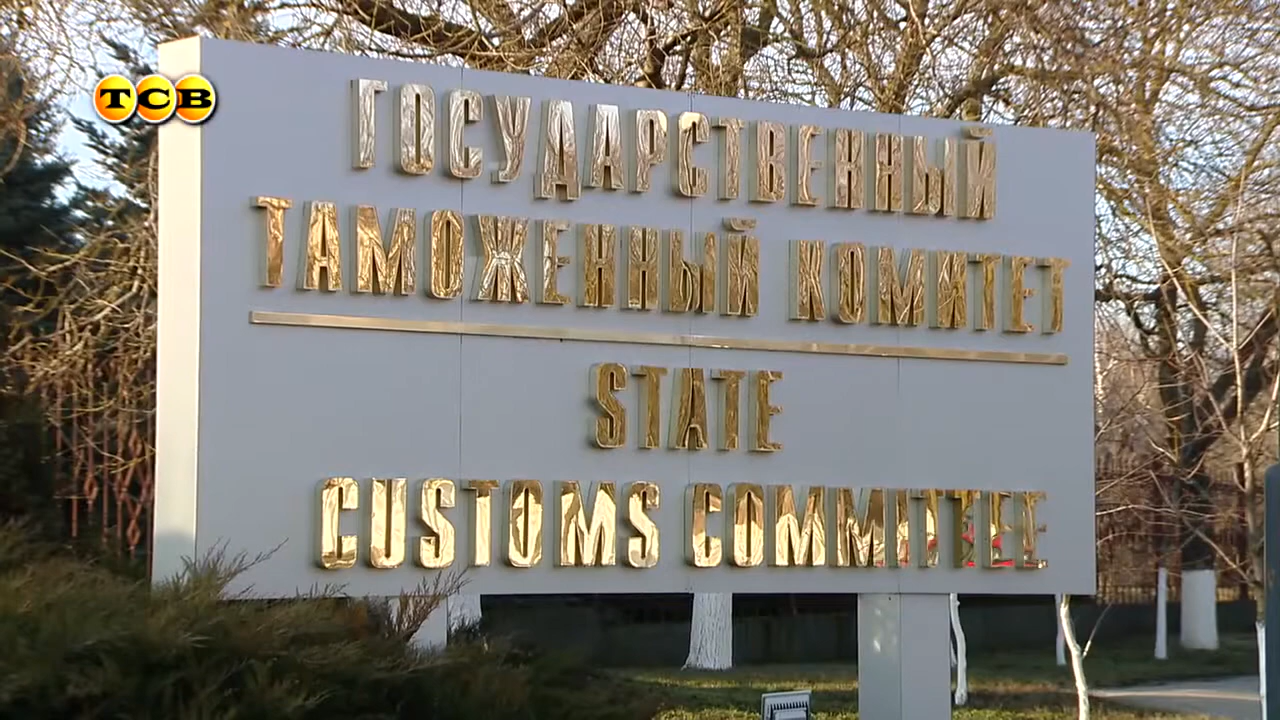 ТСВ
ГОСУДАРСТВЕННЫЙ
ТАМОЖЕННЫЙ КОМИТЕТ
STATE
CUSTOMS COMMITTEE